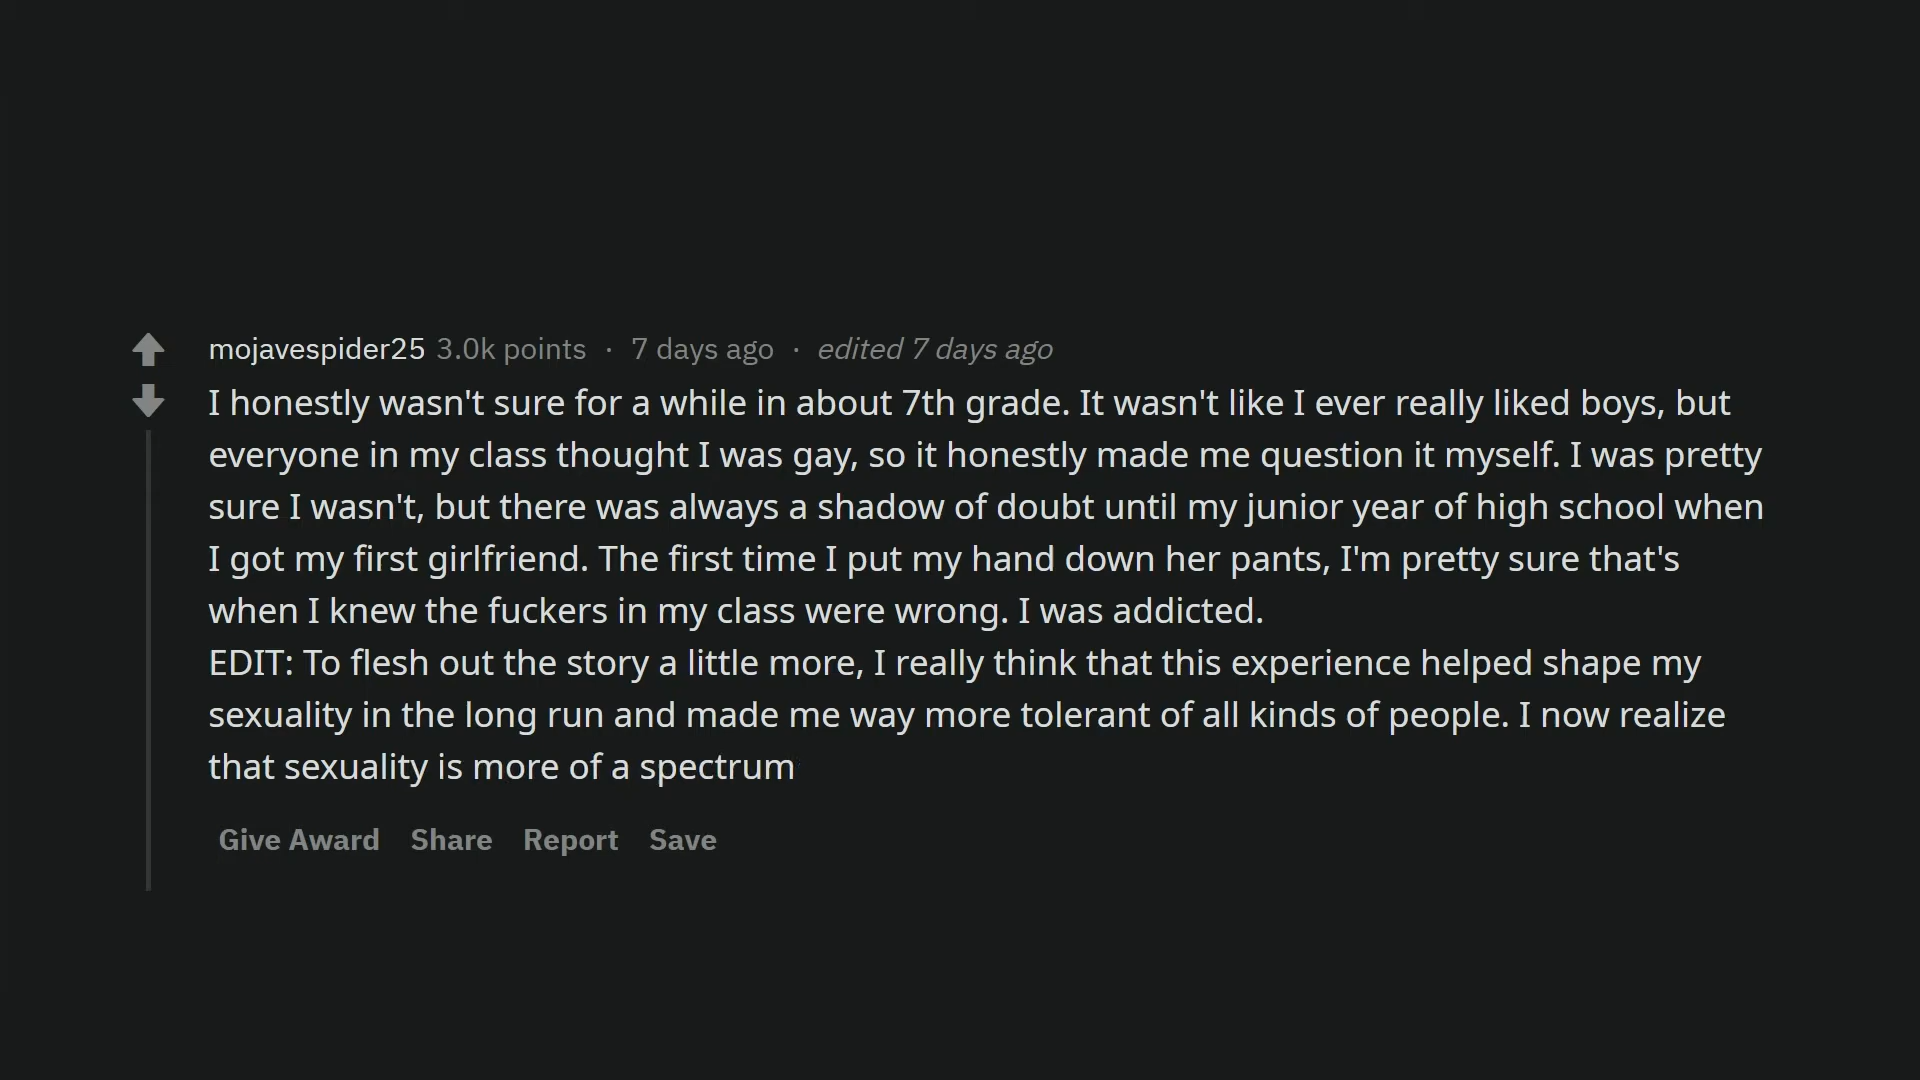 mojavespider25 3.0k points · 7 days ago · edited 7 days ago
I honestly wasn't sure for a while in about 7th grade. It wasn't like I ever really liked boys, but
everyone in my class thought I was gay, so it honestly made me question it myself. I was pretty
sure I wasn't, but there was always a shadow of doubt until my junior year of high school when
I got my first girlfriend. The first time I put my hand down her pants, I'm pretty sure that's
when I knew the fuckers in my class were wrong. I was addicted.
EDIT: To flesh out the story a little more, I really think that this experience helped shape my
sexuality in the long run and made me way more tolerant of all kinds of people. I now realize
that sexuality is more of a spectrum
Give Award Share Report Save